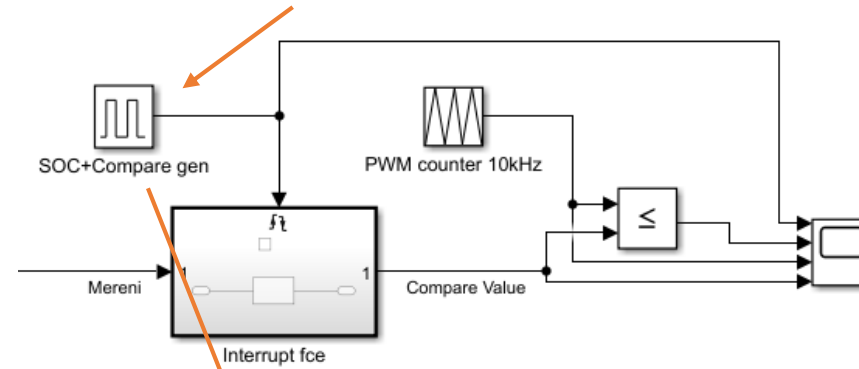 SOC+Compare gen
PWM counter 10kHz
≤
Mereni
1
1
Compare Value
Interrupt fce